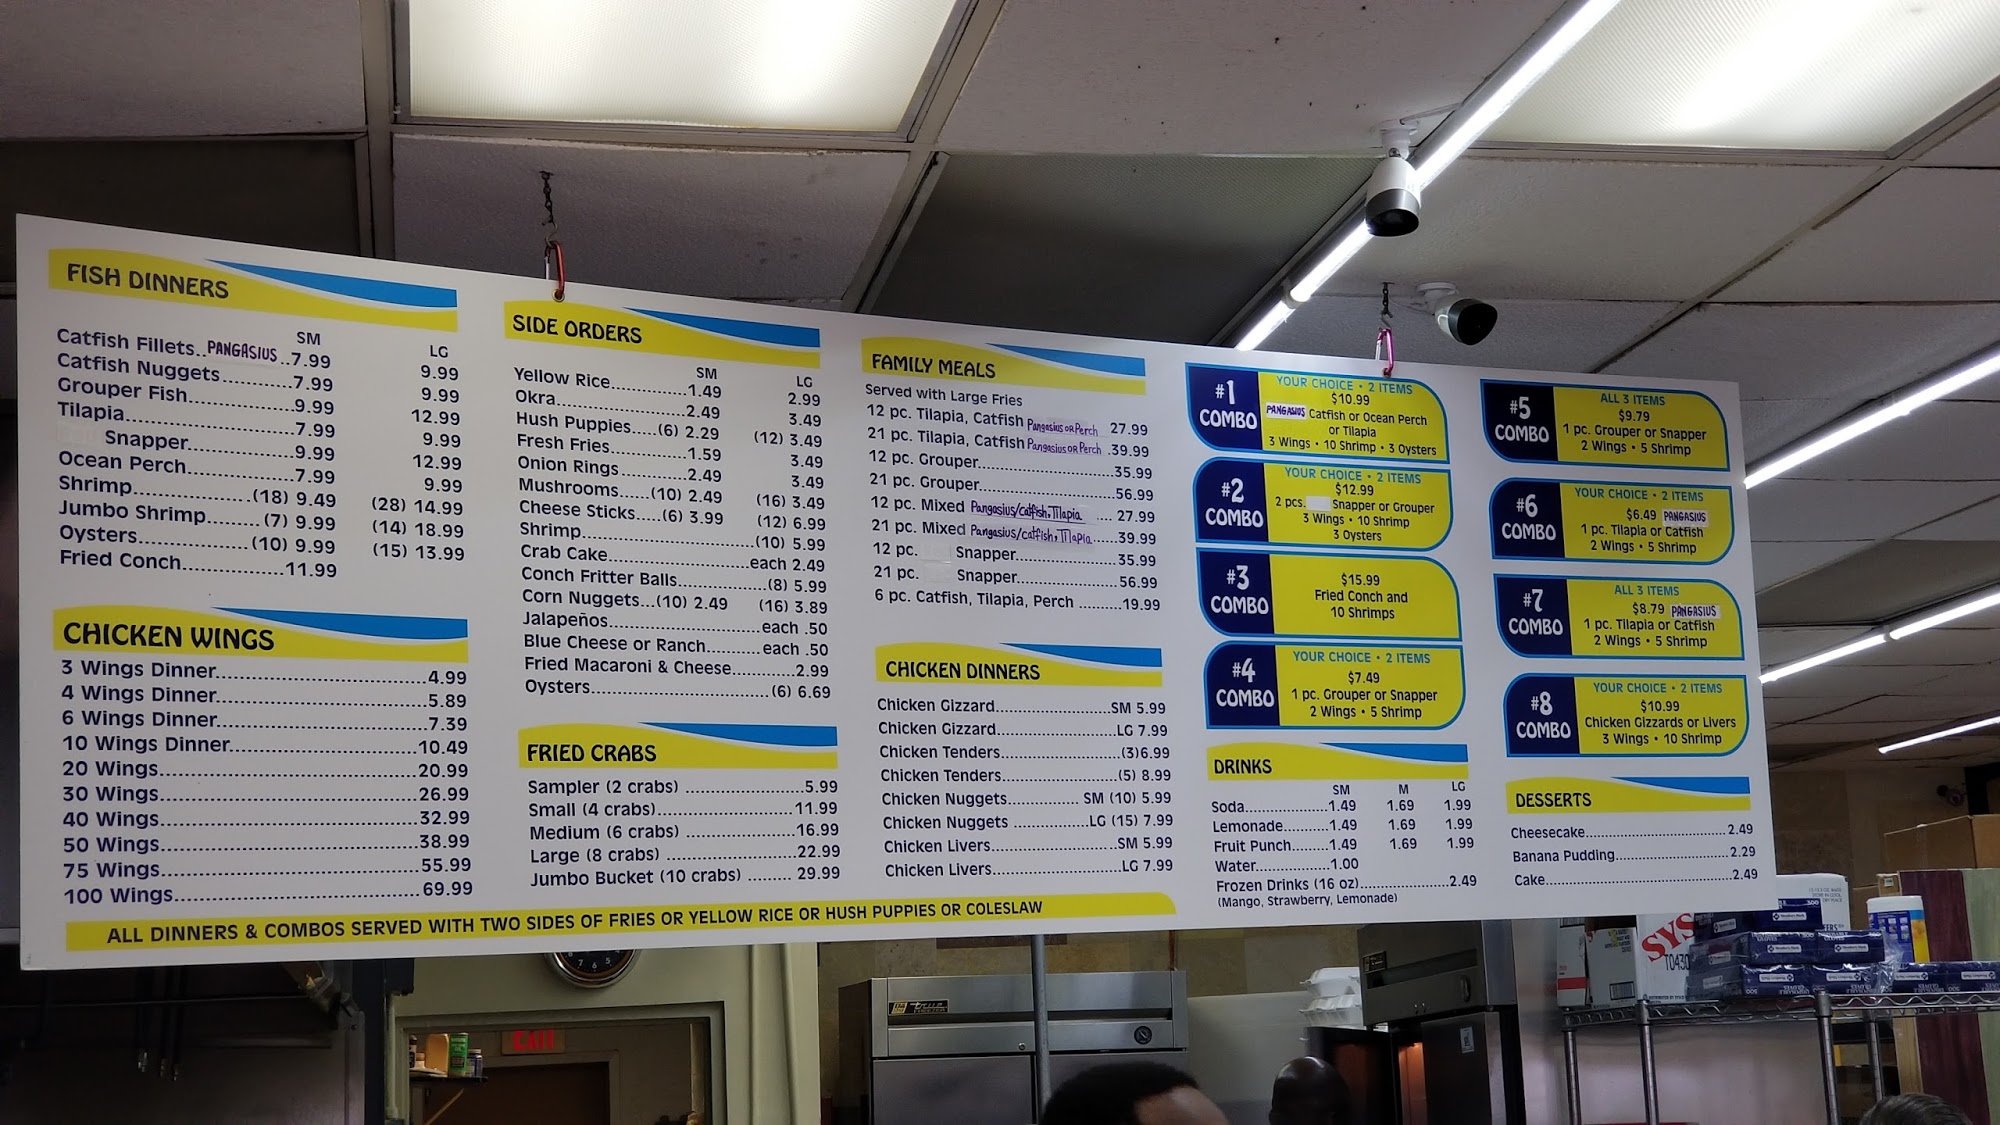 FISH DINNERS
SM LG
Catfish Fillets..PANGASIUS..7.99 9.99
Catfish Nuggets..........7.99 9.99
Grouper Fish..............9.99 12.99
Tilapia......................7.99 9.99
Snapper..............9.99 12.99
Ocean Perch..............7.99 9.99
Shrimp..............(18) 9.49 (28) 14.99
Jumbo Shrimp.......(7) 9.99 (14) 18.99
Oysters..............(10) 9.99 (15) 13.99
Fried Conch.............11.99
CHICKEN WINGS
3 Wings Dinner..........................4.99
4 Wings Dinner..........................5.89
6 Wings Dinner..........................7.39
10 Wings Dinner.......................10.49
20 Wings................................20.99
30 Wings................................26.99
40 Wings................................32.99
50 Wings................................38.99
75 Wings................................55.99
100 Wings...............................69.99
SIDE ORDERS
SM LG
Yellow Rice...........1.49 2.99
Okra...................2.49 3.49
Hush Puppies.....(6) 2.29 (12) 3.49
Fresh Fries............1.59 3.49
Onion Rings..........2.49 3.49
Mushrooms......(10) 2.49 (16) 3.49
Cheese Sticks.....(6) 3.99 (12) 6.99
Shrimp............................(10) 5.99
Crab Cake......................each 2.49
Conch Fritter Balls..............(8) 5.99
Corn Nuggets...(10) 2.49 (16) 3.89
Jalapeños.........................each .50
Blue Cheese or Ranch..........each .50
Fried Macaroni & Cheese...........2.99
Oysters.............................(6) 6.69
FRIED CRABS
Sampler (2 crabs) ..................5.99
Small (4 crabs).....................11.99
Medium (6 crabs) .................16.99
Large (8 crabs) ....................22.99
Jumbo Bucket (10 crabs) ........ 29.99
FAMILY MEALS
Served with Large Fries
12 pc. Tilapia, Catfish Pangasius OR Perch 27.99
21 pc. Tilapia, Catfish Pangasius OR Perch .39.99
12 pc. Grouper.........................35.99
21 pc. Grouper.........................56.99
12 pc. Mixed Pangasius/catfish,Tilapia .... 27.99
21 pc. Mixed Pangasius/catfish,Tilapia.....39.99
12 pc. Snapper..................35.99
21 pc. Snapper..................56.99
6 pc. Catfish, Tilapia, Perch ..........19.99
CHICKEN DINNERS
Chicken Gizzard......................SM 5.99
Chicken Gizzard.......................LG 7.99
Chicken Tenders......................(3)6.99
Chicken Tenders.....................(5) 8.99
Chicken Nuggets............. SM (10) 5.99
Chicken Nuggets ..............LG (15) 7.99
Chicken Livers.......................SM 5.99
Chicken Livers.......................LG 7.99
#1 COMBO
YOUR CHOICE • 2 ITEMS
$10.99
PANGASIUS Catfish or Ocean Perch
or Tilapia
3 Wings • 10 Shrimp • 3 Oysters
#2 COMBO
YOUR CHOICE • 2 ITEMS
$12.99
2 pcs. Snapper or Grouper
3 Wings • 10 Shrimp
3 Oysters
#3 COMBO
$15.99
Fried Conch and
10 Shrimps
#4 COMBO
YOUR CHOICE • 2 ITEMS
$7.49
1 pc. Grouper or Snapper
2 Wings • 5 Shrimp
#5 COMBO
ALL 3 ITEMS
$9.79
1 pc. Grouper or Snapper
2 Wings • 5 Shrimp
#6 COMBO
YOUR CHOICE • 2 ITEMS
$6.49 PANGASIUS
1 pc. Tilapia or Catfish
2 Wings • 5 Shrimp
#7 COMBO
ALL 3 ITEMS
$8.79 PANGASIUS
1 pc. Tilapia or Catfish
2 Wings • 5 Shrimp
#8 COMBO
YOUR CHOICE • 2 ITEMS
$10.99
Chicken Gizzards or Livers
3 Wings • 10 Shrimp
DRINKS
SM M LG
Soda................1.49 1.69 1.99
Lemonade.........1.49 1.69 1.99
Fruit Punch.......1.49 1.69 1.99
Water..............1.00
Frozen Drinks (16 oz)..................2.49
(Mango, Strawberry, Lemonade)
DESSERTS
Cheesecake.............................2.49
Banana Pudding.......................2.29
Cake......................................2.49
ALL DINNERS & COMBOS SERVED WITH TWO SIDES OF FRIES OR YELLOW RICE OR HUSH PUPPIES OR COLESLAW
EXIT
true
SYS